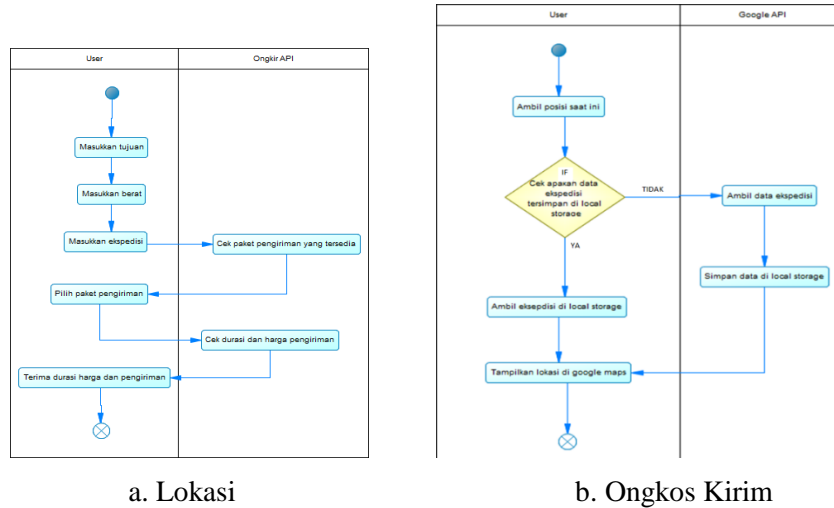 User
Ongkir API
Masukkan tujuan
Masukkan berat
Masukkan ekspedisi
Cek paket pengiriman yang tersedia
Pilih paket pengiriman
Cek durasi dan harga pengiriman
Terima durasi harga dan pengiriman
a. Lokasi
User
Google API
Ambil posisi saat ini
IF
Cek apakan data
ekspedisi
tersimpan di local
storage
TIDAK
YA
Ambil data ekspedisi
Simpan data di local storage
Ambil eksepdisi di local storage
Tampilkan lokasi di google maps
b. Ongkos Kirim